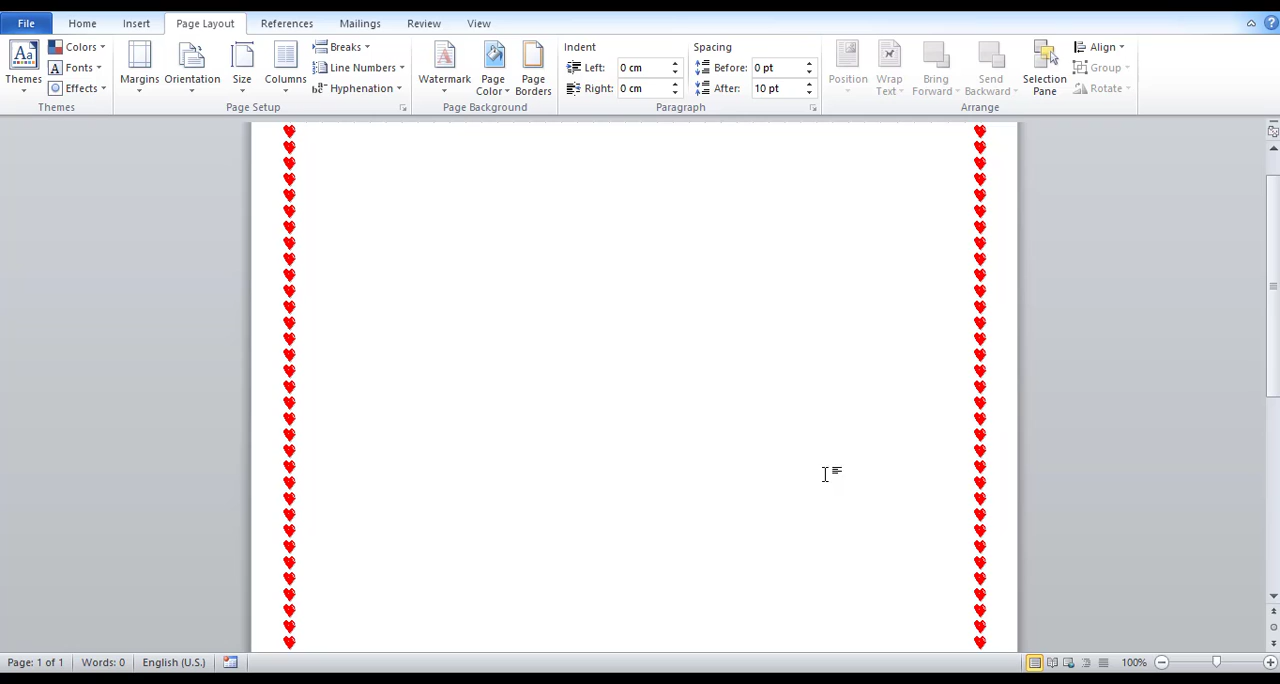 File Home Insert Page Layout References Mailings Review View
Themes Colors Fonts Effects Themes
Margins Orientation Size Columns Breaks Line Numbers Hyphenation Page Setup
Watermark Page Color Page Borders Page Background
Indent Left: 0 cm Right: 0 cm Spacing Before: 0 pt After: 10 pt Paragraph
Position Wrap Text Bring Forward Send Backward Selection Pane Align Group Rotate Arrange
Page: 1 of 1 Words: 0 English (U.S.) 100%